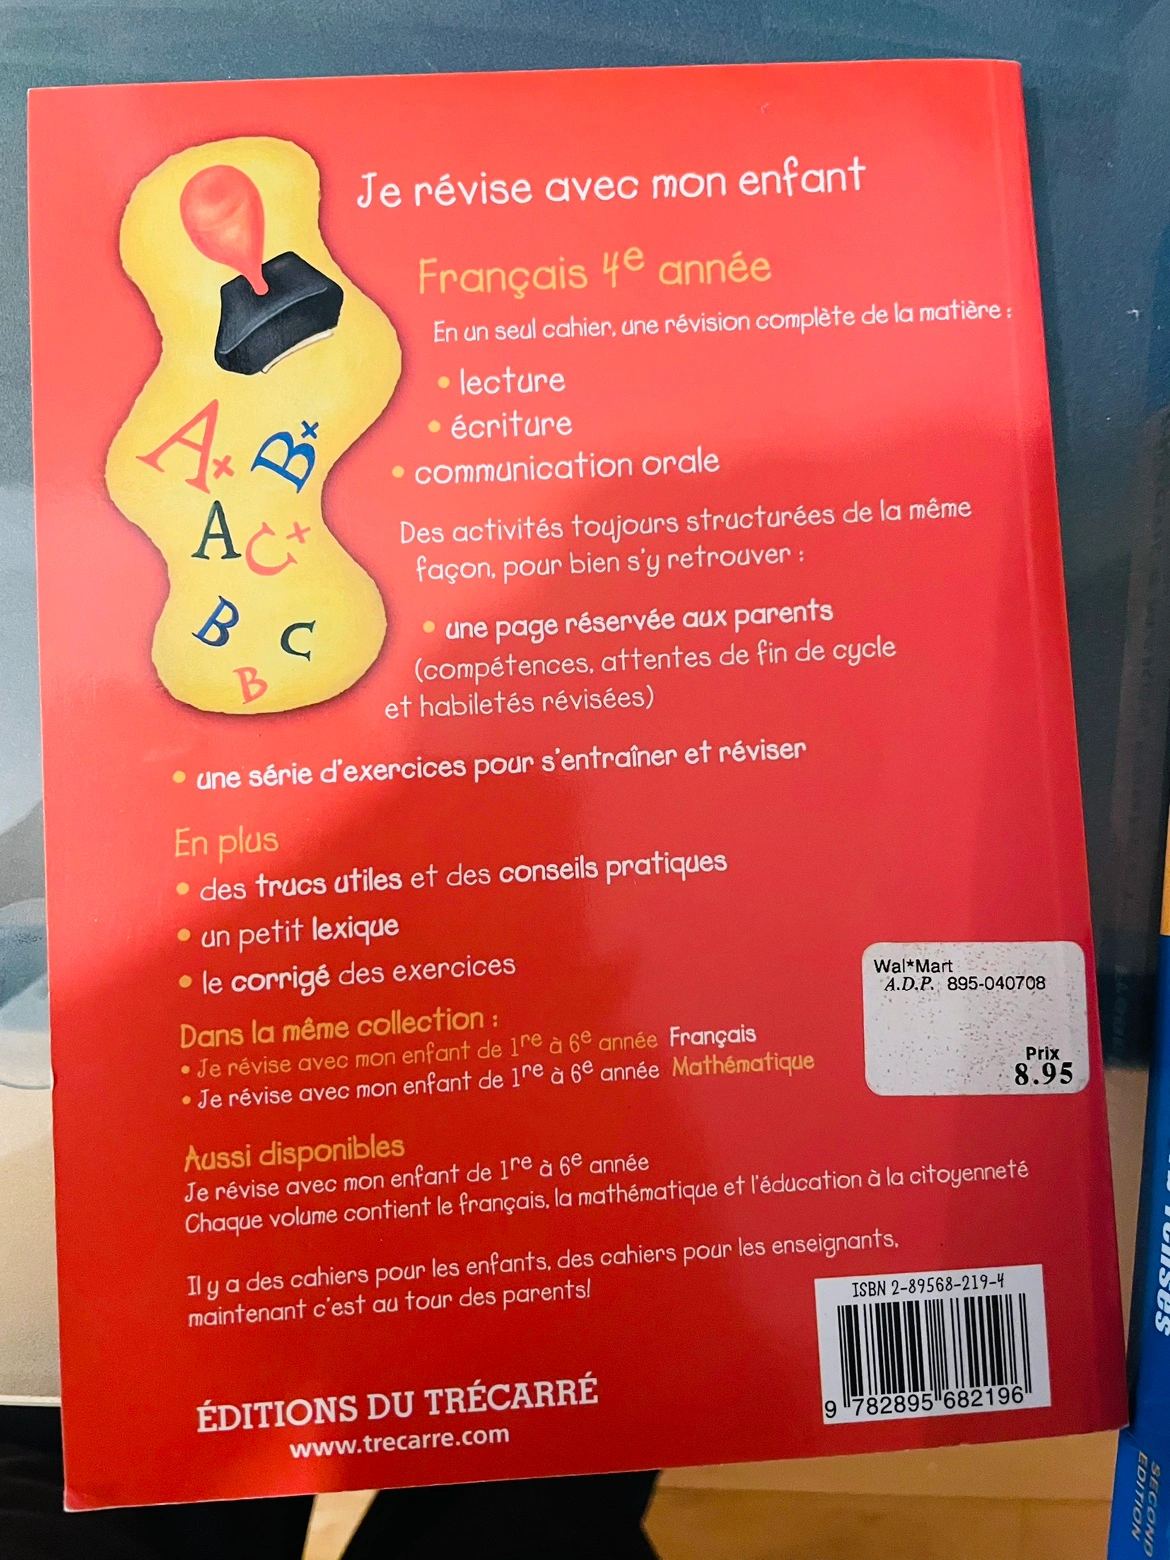 Je révise avec mon enfant
Français 4e année
En un seul cahier, une révision complète de la matière :
• lecture
• écriture
• communication orale
Des activités toujours structurées de la même
façon, pour bien s'y retrouver :
• une page réservée aux parents
(compétences, attentes de fin de cycle
et habiletés révisées)
• une série d'exercices pour s'entraîner et réviser
En plus
• des trucs utiles et des conseils pratiques
• un petit lexique
• le corrigé des exercices
Dans la même collection :
• Je révise avec mon enfant de 1re à 6e année Français
• Je révise avec mon enfant de 1re à 6e année Mathématique
Aussi disponibles
Je révise avec mon enfant de 1re à 6e année
Chaque volume contient le français, la mathématique et l'éducation à la citoyenneté
Il y a des cahiers pour les enfants, des cahiers pour les enseignants,
maintenant c'est au tour des parents!
ÉDITIONS DU TRÉCARRÉ
www.trecarre.com
A+ B+
A C+
B C
B
Wal*Mart
A.D.P. 895-040708
Prix
8.95
ISBN 2-89568-219-4
9 782895 682196
SECOND
EDITION